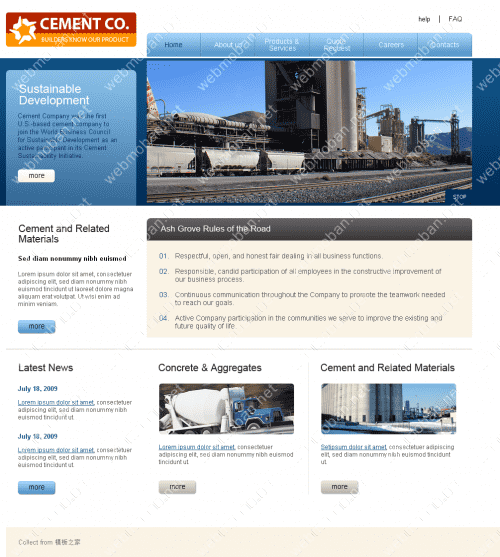 help | FAQ
CEMENT CO.
BUILDERS KNOW OUR PRODUCT
Home
About us
Products &
Services
Quote
Request
Careers
Contacts
Sustainable
Development
Cement Company was the first
U.S.-based cement company to
join the World Business Council
for Sustainable Development as an
active participant in its Cement
Sustainability Initiative.
more
STOP
Cement and Related
Materials
Sed diam nonummy nibh euismod
Lorem ipsum dolor sit amet, consectetuer
adipiscing elit, sed diam nonummy nibh
euismod tincidunt ut laoreet dolore magna
aliquam erat volutpat. Ut wisi enim ad
minim veniam.
more
Ash Grove Rules of the Road
01. Respectful, open, and honest fair dealing in all business functions.
02. Responsible, candid participation of all employees in the constructive improvement of
our business process.
03. Continuous communication throughout the Company to promote the teamwork needed
to reach our goals.
04. Active Company participation in the communities we serve to improve the existing and
future quality of life.
Latest News
July 18, 2009
Lorem ipsum dolor sit amet, consectetuer
adipiscing elit, sed diam nonummy nibh
euismod tincidunt ut.
July 18, 2009
Lorem ipsum dolor sit amet, consectetuer
adipiscing elit, sed diam nonummy nibh
euismod tincidunt ut.
more
Concrete & Aggregates
Lorem ipsum dolor sit amet, consectetuer
adipiscing elit, sed diam nonummy nibh euismod
tincidunt ut.
more
Cement and Related Materials
Setipsum dolor sit amet, consectetuer adipiscing
elit, sed diam nonummy nibh euismod tincidunt
ut.
more
Collect from 模板之家